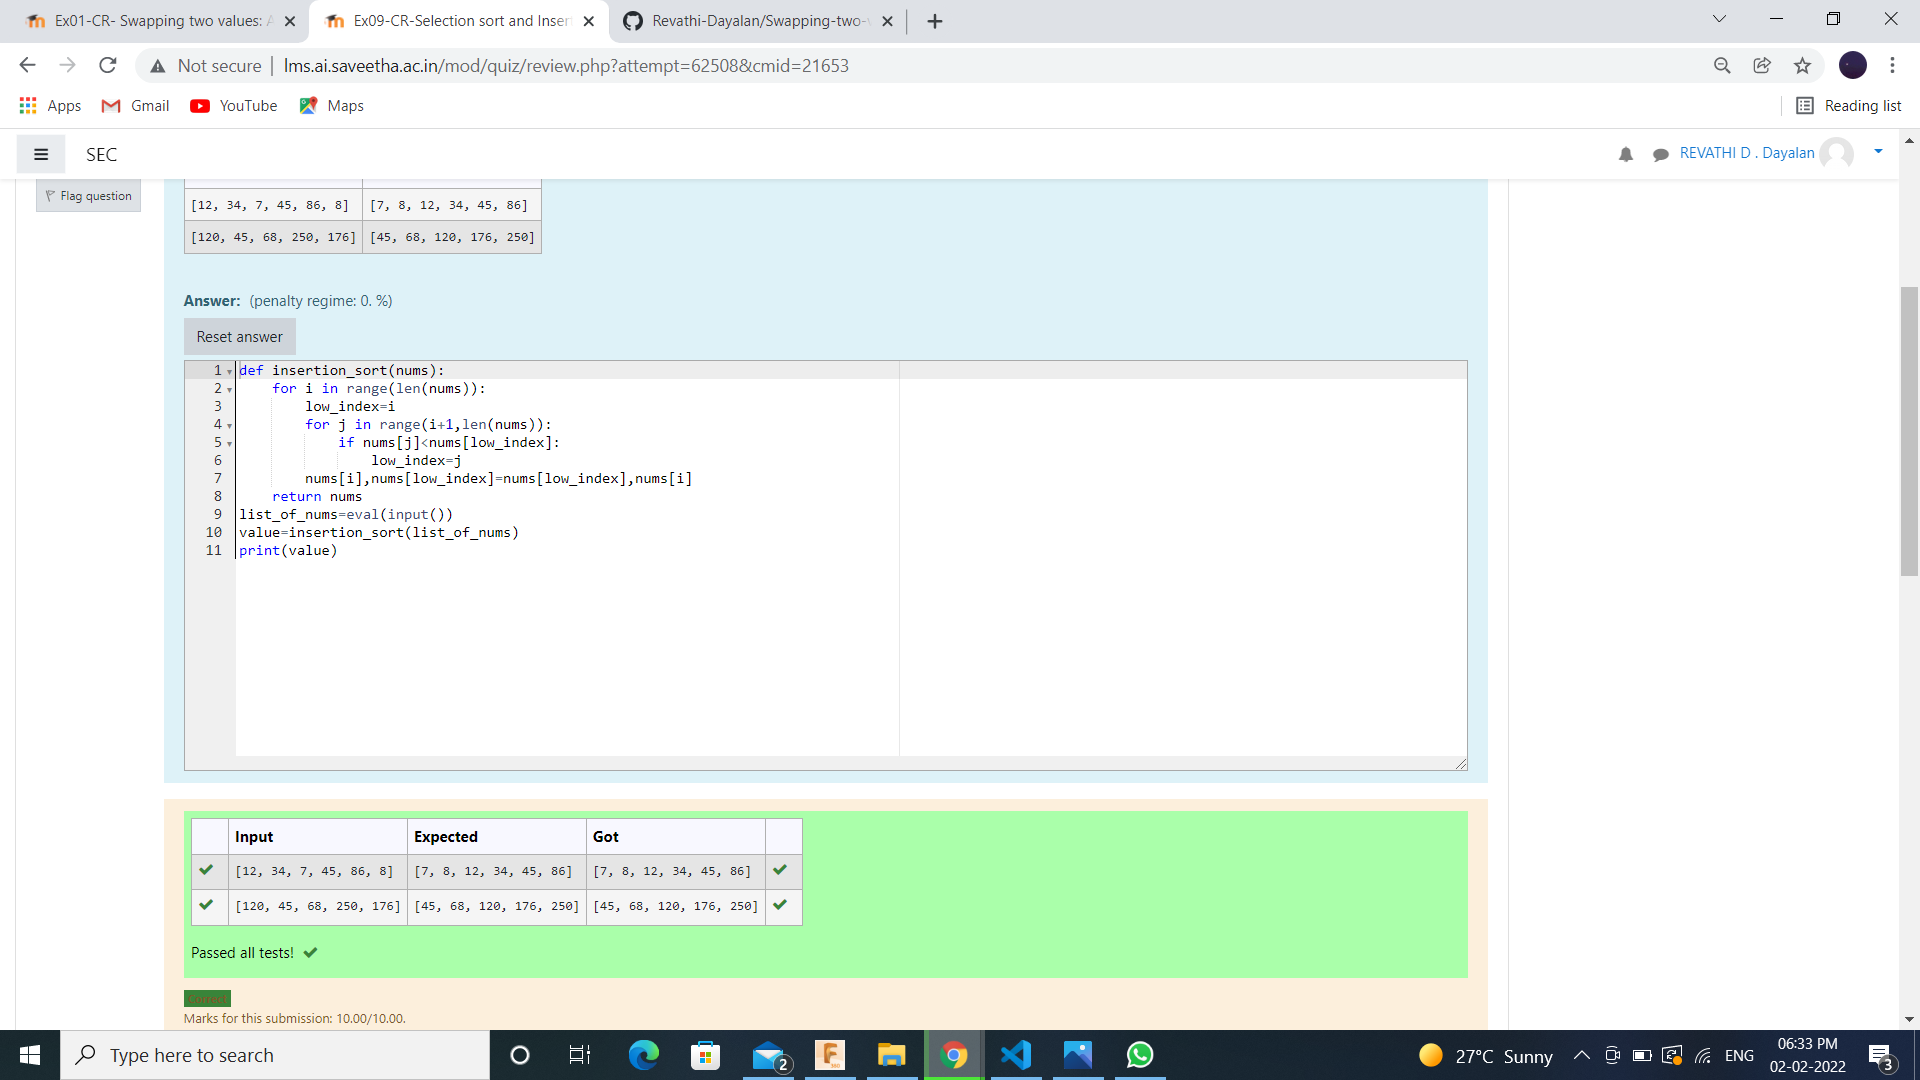 Ex01-CR- Swapping two values: A
Ex09-CR-Selection sort and Inser
Revathi-Dayalan/Swapping-two-v
Not secure | lms.ai.saveetha.ac.in/mod/quiz/review.php?attempt=62508&cmid=21653
Apps Gmail YouTube Maps Reading list
SEC REVATHI D . Dayalan
Flag question
[12, 34, 7, 45, 86, 8] [7, 8, 12, 34, 45, 86]
[120, 45, 68, 250, 176] [45, 68, 120, 176, 250]
Answer: (penalty regime: 0. %)
Reset answer
1 def insertion_sort(nums):
2 for i in range(len(nums)):
3 low_index=i
4 for j in range(i+1,len(nums)):
5 if nums[j]<nums[low_index]:
6 low_index=j
7 nums[i],nums[low_index]=nums[low_index],nums[i]
8 return nums
9 list_of_nums=eval(input())
10 value=insertion_sort(list_of_nums)
11 print(value)
Input Expected Got
[12, 34, 7, 45, 86, 8] [7, 8, 12, 34, 45, 86] [7, 8, 12, 34, 45, 86]
[120, 45, 68, 250, 176] [45, 68, 120, 176, 250] [45, 68, 120, 176, 250]
Passed all tests!
Correct
Marks for this submission: 10.00/10.00.
Type here to search
2
27°C Sunny
ENG
06:33 PM
02-02-2022
3